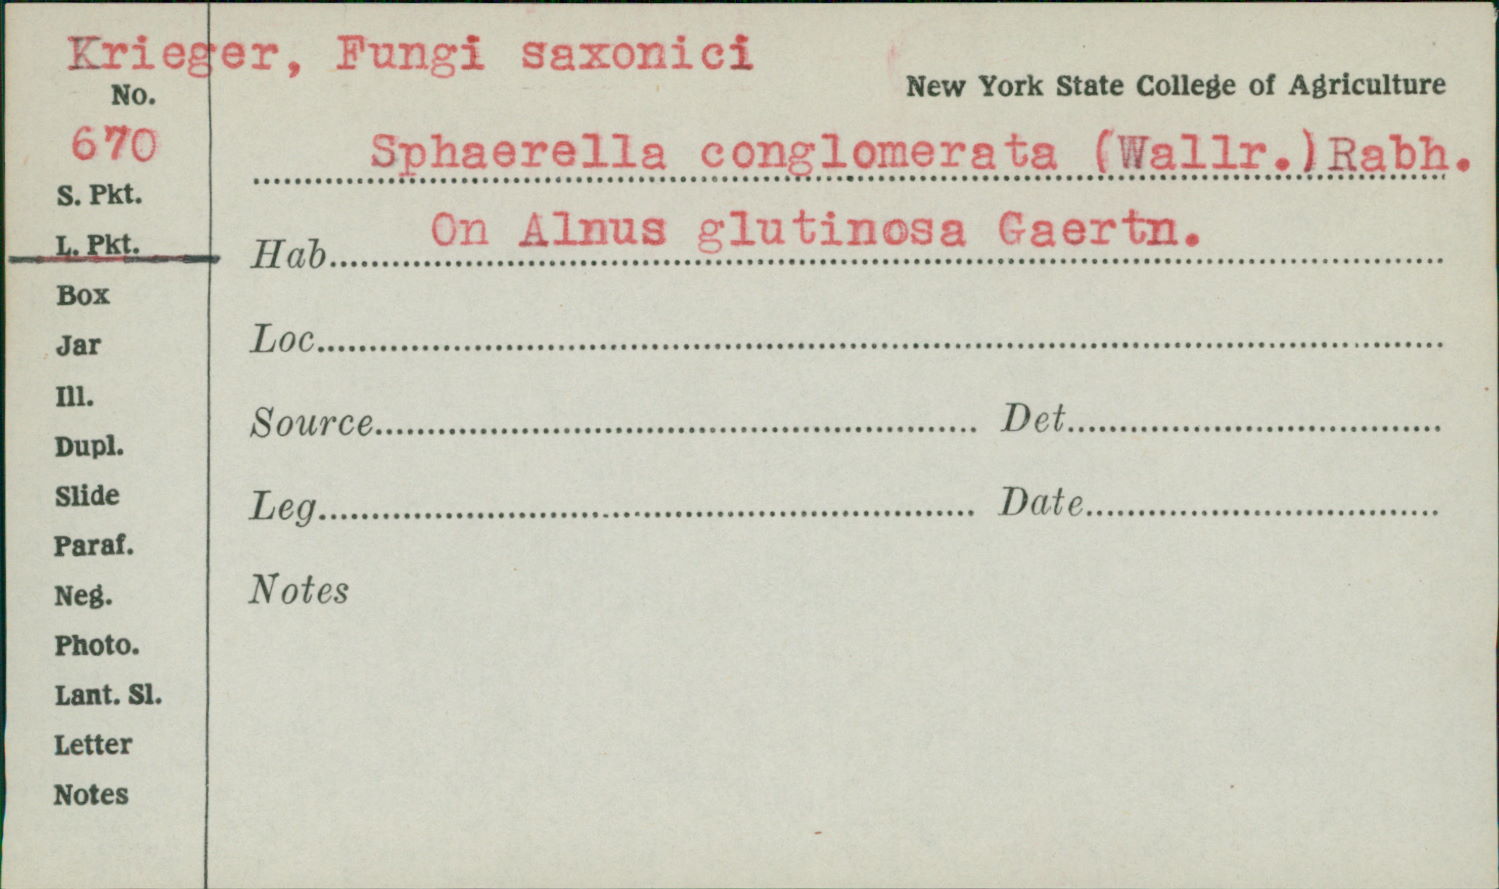 Krieger, Fungi saxonici
New York State College of Agriculture
No.
670
Sphaerella conglomerata (Wallr.)Rabh.
S. Pkt.
On Alnus glutinosa Gaertn.
L. Pkt.
Hab
Box
Loc
Jar
Ill.
Source Det
Dupl.
Slide
Leg Date
Paraf.
Neg.
Notes
Photo.
Lant. Sl.
Letter
Notes